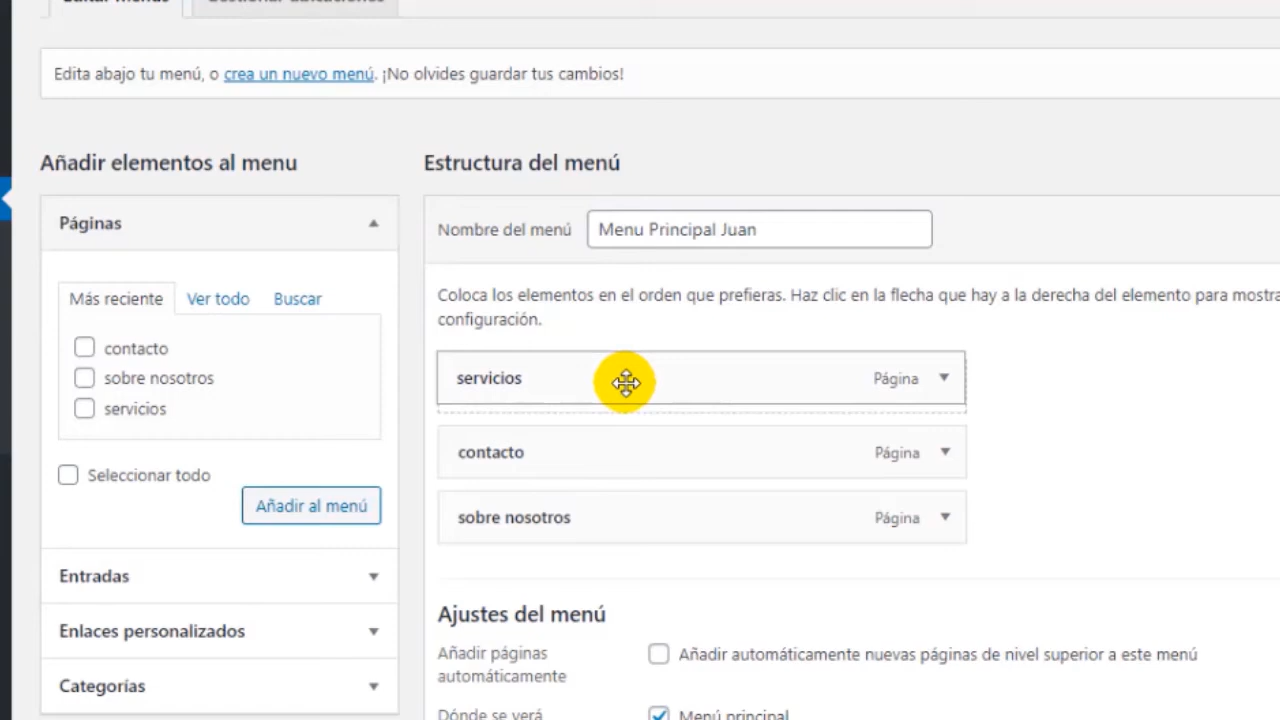 Editar menús
Gestionar ubicaciones
Edita abajo tu menú, o crea un nuevo menú. ¡No olvides guardar tus cambios!
Añadir elementos al menu
Páginas
Más reciente
Ver todo
Buscar
contacto
sobre nosotros
servicios
Seleccionar todo
Añadir al menú
Entradas
Enlaces personalizados
Categorías
Estructura del menú
Nombre del menú
Menu Principal Juan
Coloca los elementos en el orden que prefieras. Haz clic en la flecha que hay a la derecha del elemento para
configuración.
servicios
Página
contacto
Página
sobre nosotros
Página
Ajustes del menú
Añadir páginas
automáticamente
Añadir automáticamente nuevas páginas de nivel superior a este menú
Dónde se verá
Menú principal